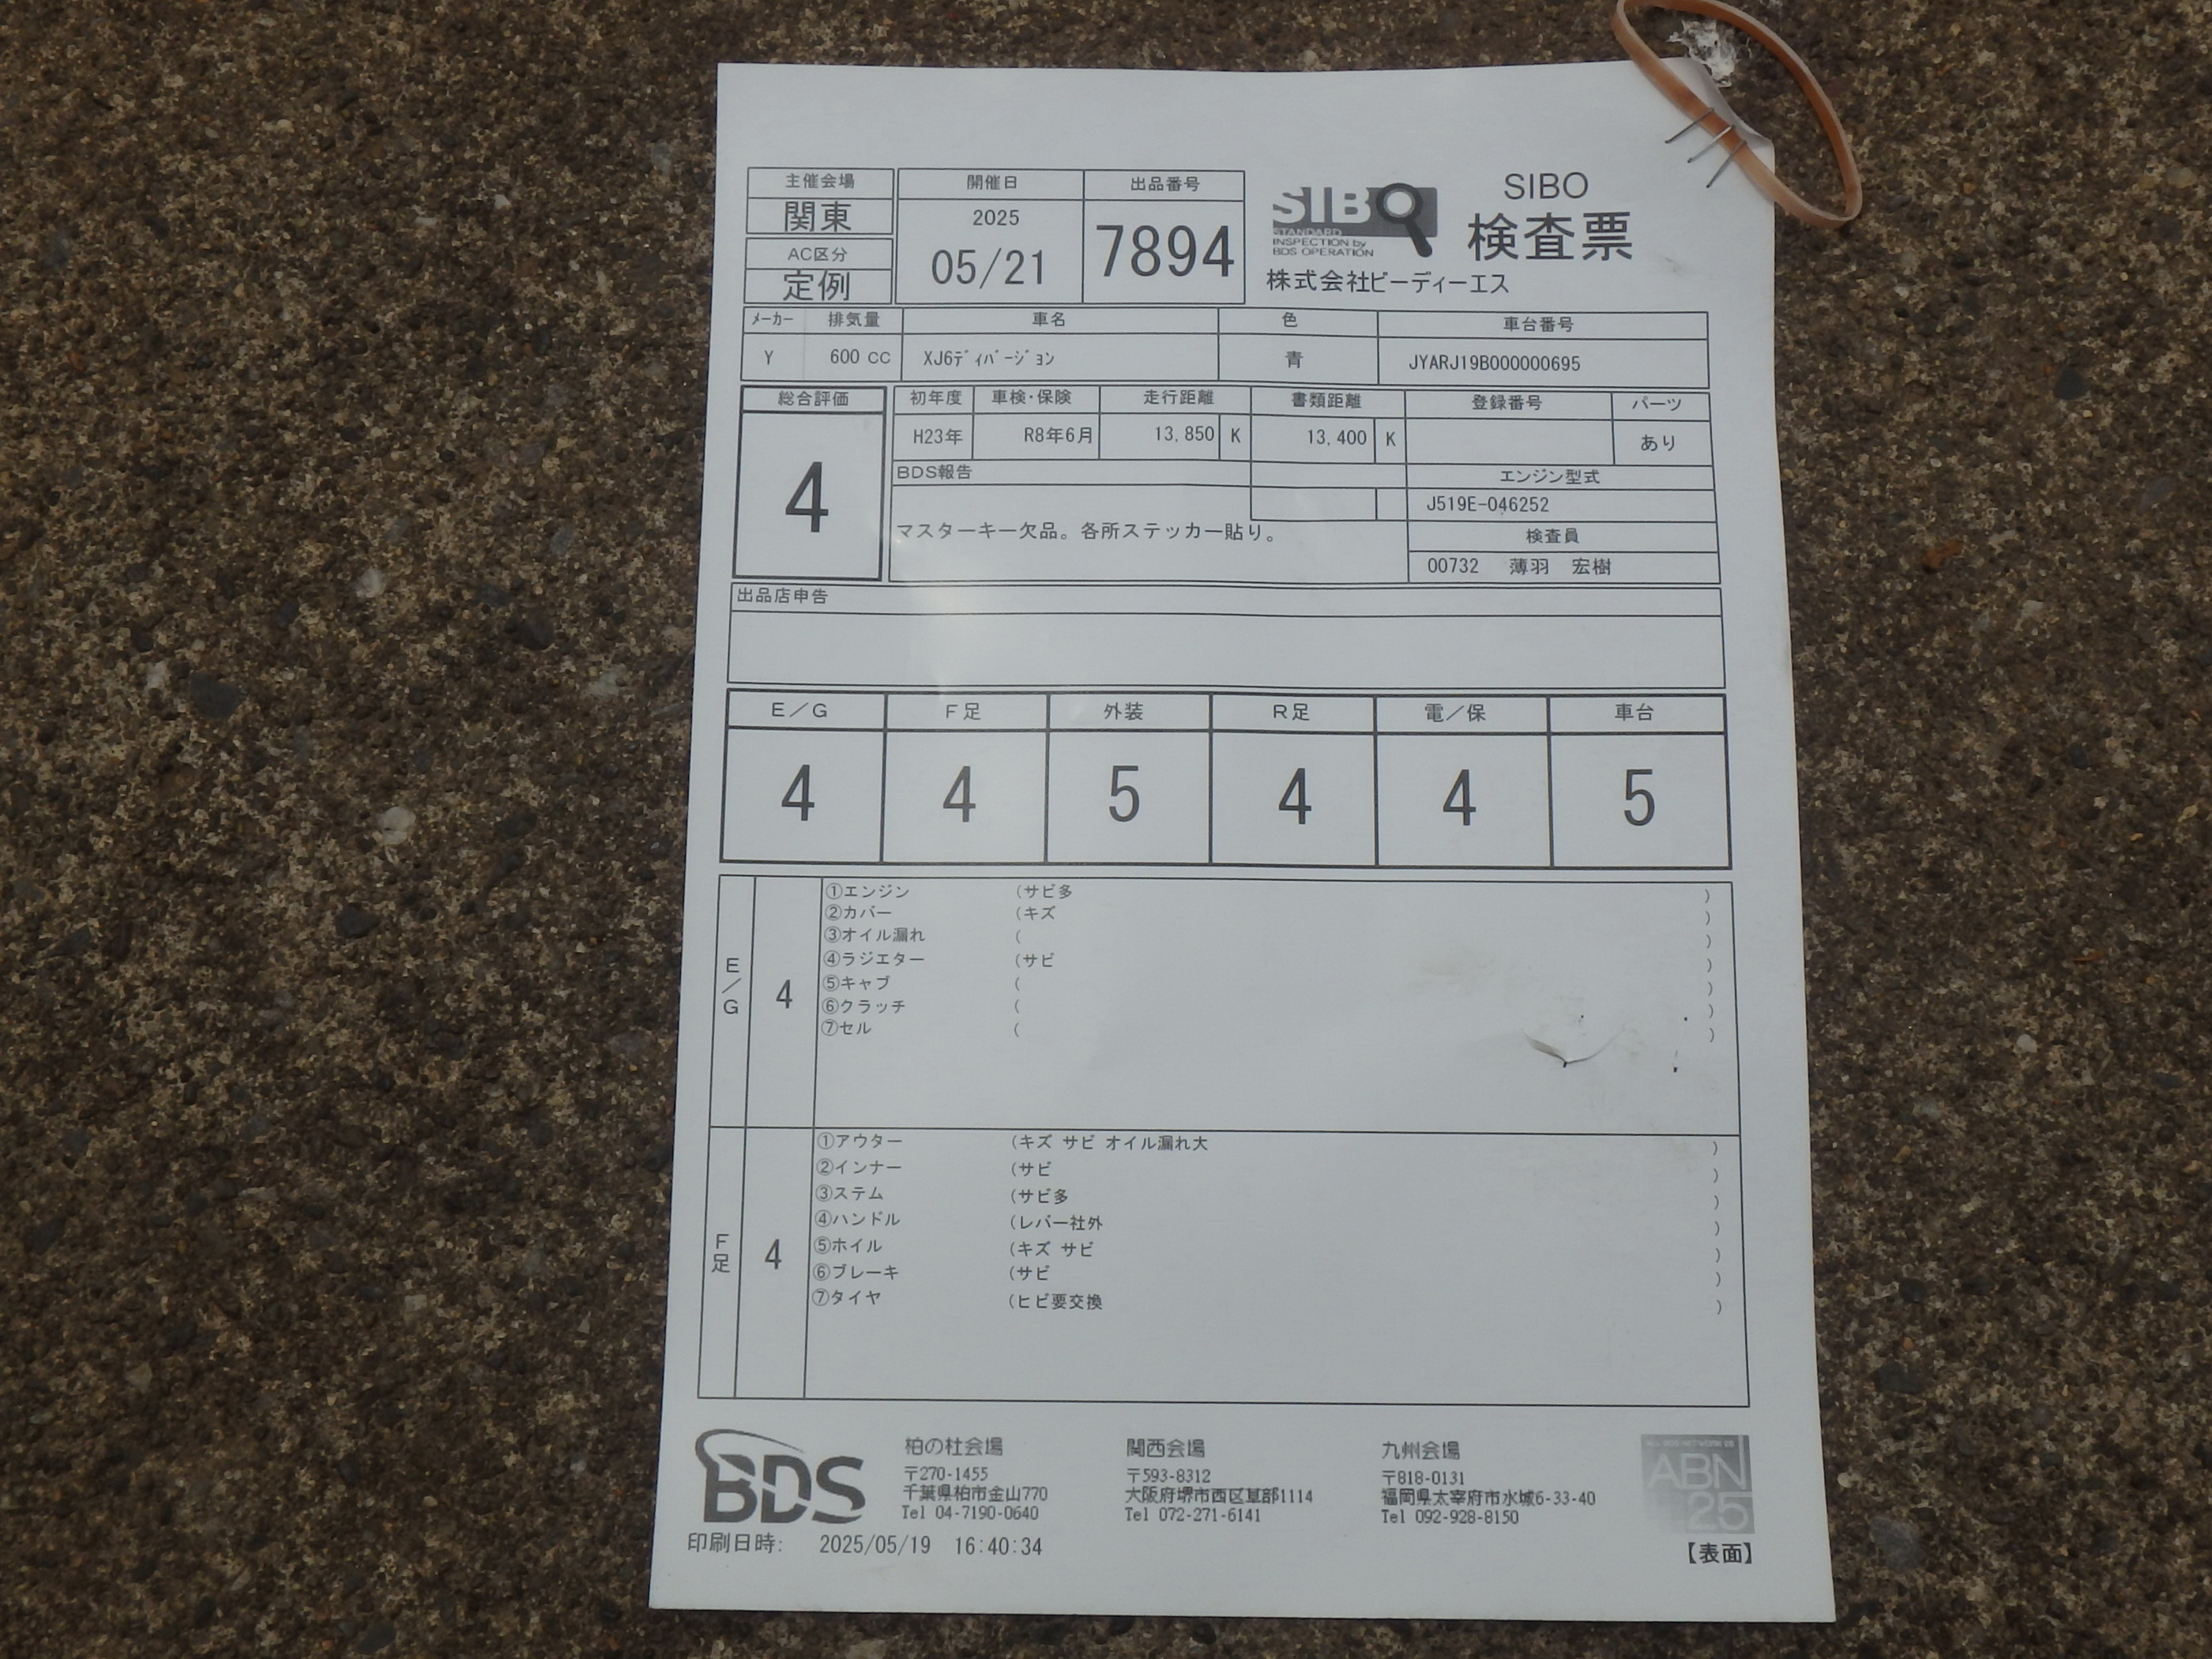 主催会場 開催日 出品番号
関東 2025 05/21 7894
AC区分
定例
SIBO
STANDARD
INSPECTION by
BDS OPERATION
SIBO
検査票
株式会社ビーディーエス
メーカー 排気量 車名 色 車台番号
Y 600 CC XJ6ディバージョン 青 JYARJ19B000000695
総合評価 初年度 車検・保険 走行距離 書類距離 登録番号 パーツ
4 H23年 R8年6月 13,850 K 13,400 K あり
BDS報告 エンジン型式
J519E-046252
マスターキー欠品。各所ステッカー貼り。
検査員
00732 薄羽 宏樹
出品店申告
E/G F足 外装 R足 電/保 車台
4 4 5 4 4 5
E/G 4
①エンジン (サビ多 )
②カバー (キズ )
③オイル漏れ ( )
④ラジエター (サビ )
⑤キャブ ( )
⑥クラッチ ( )
⑦セル ( )
F足 4
①アウター (キズ サビ オイル漏れ大 )
②インナー (サビ )
③ステム (サビ多 )
④ハンドル (レバー社外 )
⑤ホイル (キズ サビ )
⑥ブレーキ (サビ )
⑦タイヤ (ヒビ要交換 )
BDS
柏の杜会場
〒270-1455
千葉県柏市金山770
Tel 04-7190-0640
関西会場
〒593-8312
大阪府堺市西区草部1114
Tel 072-271-6141
九州会場
〒818-0131
福岡県太宰府市水城6-33-40
Tel 092-928-8150
ABN
25
印刷日時: 2025/05/19 16:40:34
【表面】